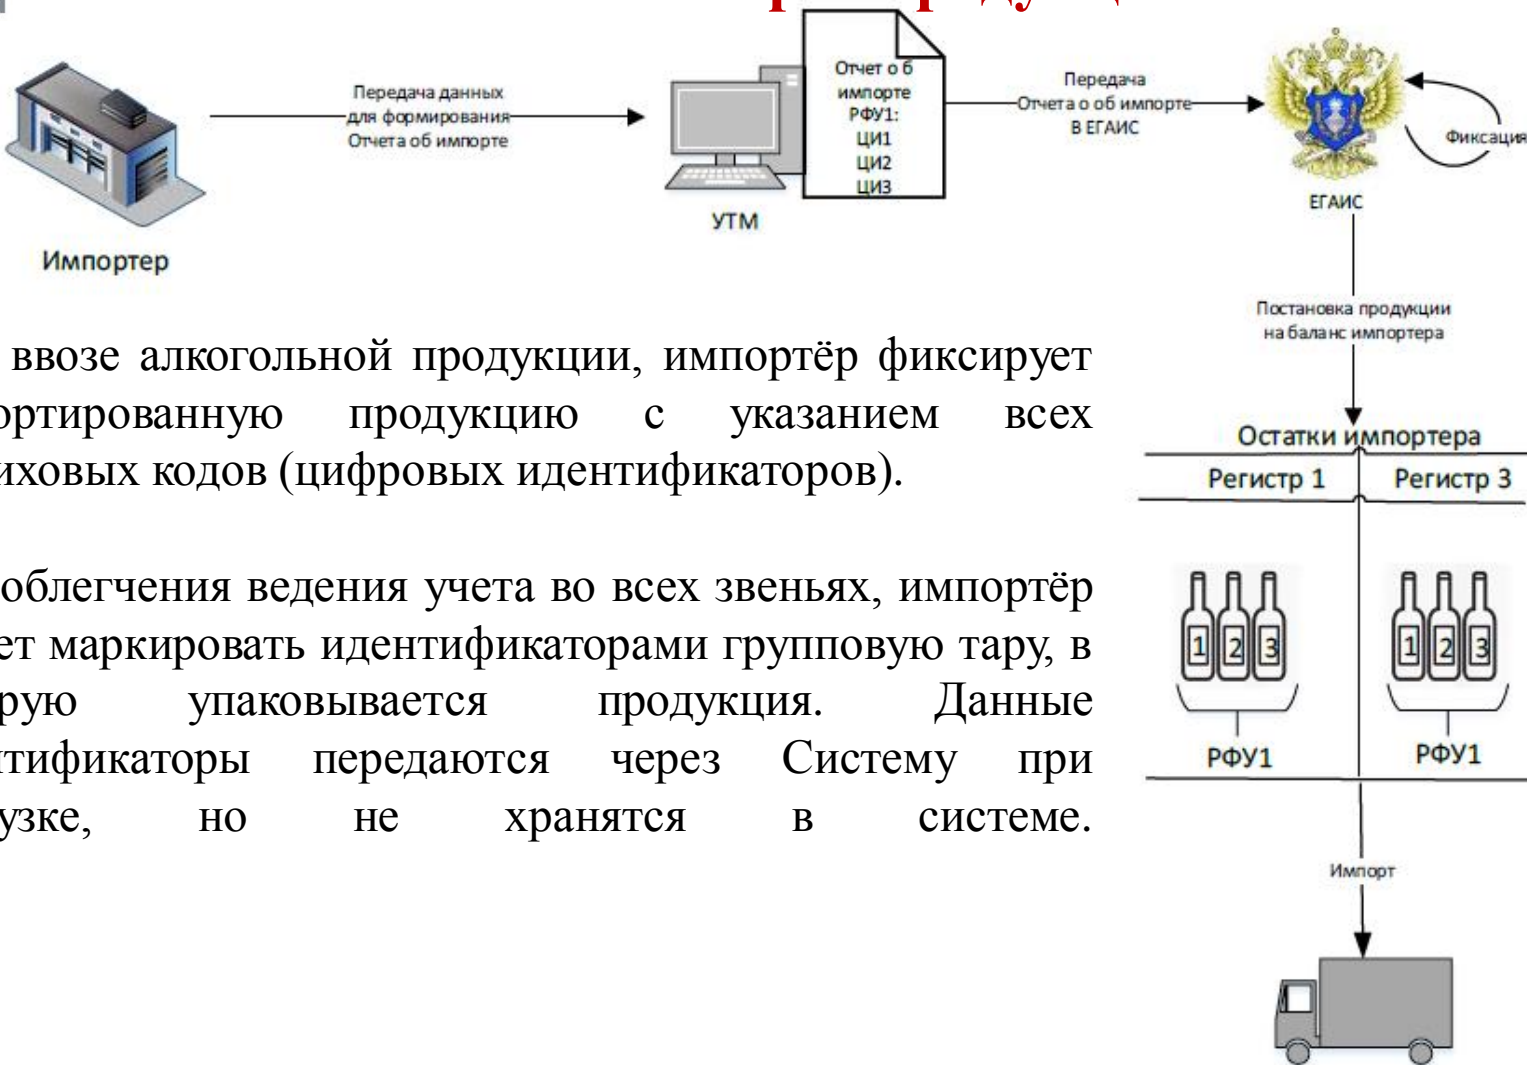 Передача данных
для формирования
Отчета об импорте
Импортер
УТМ
Отчет о б
импорте
РФУ1:
ЦИ1
ЦИ2
ЦИ3
Передача
Отчета о об импорте
В ЕГАИС
Фиксация
ЕГАИС
Постановка продукции
на баланс импортера
ввозе алкогольной продукции, импортёр фиксирует
ортированную продукцию с указанием всех
иховых кодов (цифровых идентификаторов).
облегчения ведения учета во всех звеньях, импортёр
ет маркировать идентификаторами групповую тару, в
рую упаковывается продукция. Данные
нтификаторы передаются через Систему при
узке, но не хранятся в системе.
Остатки импортера
Регистр 1 Регистр 3
1 2 3 1 2 3
РФУ1 РФУ1
Импорт